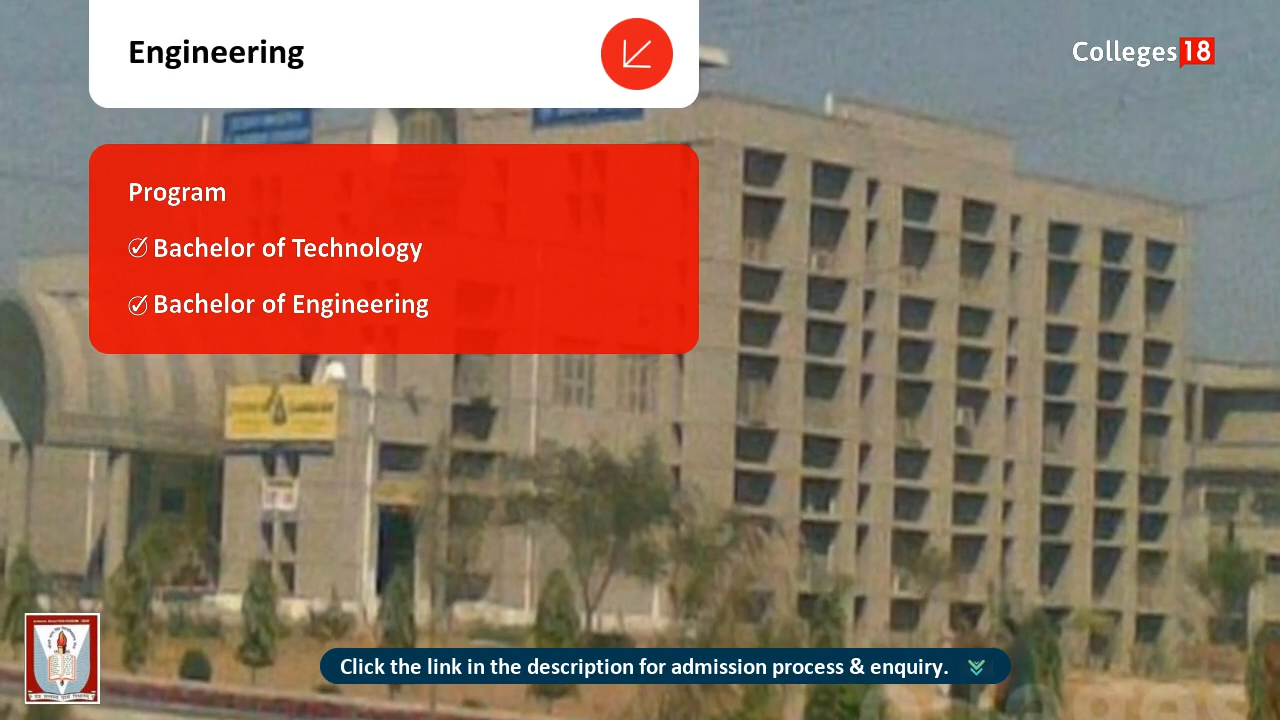 Engineering
Colleges18
Program
Bachelor of Technology
Bachelor of Engineering
Click the link in the description for admission process & enquiry.